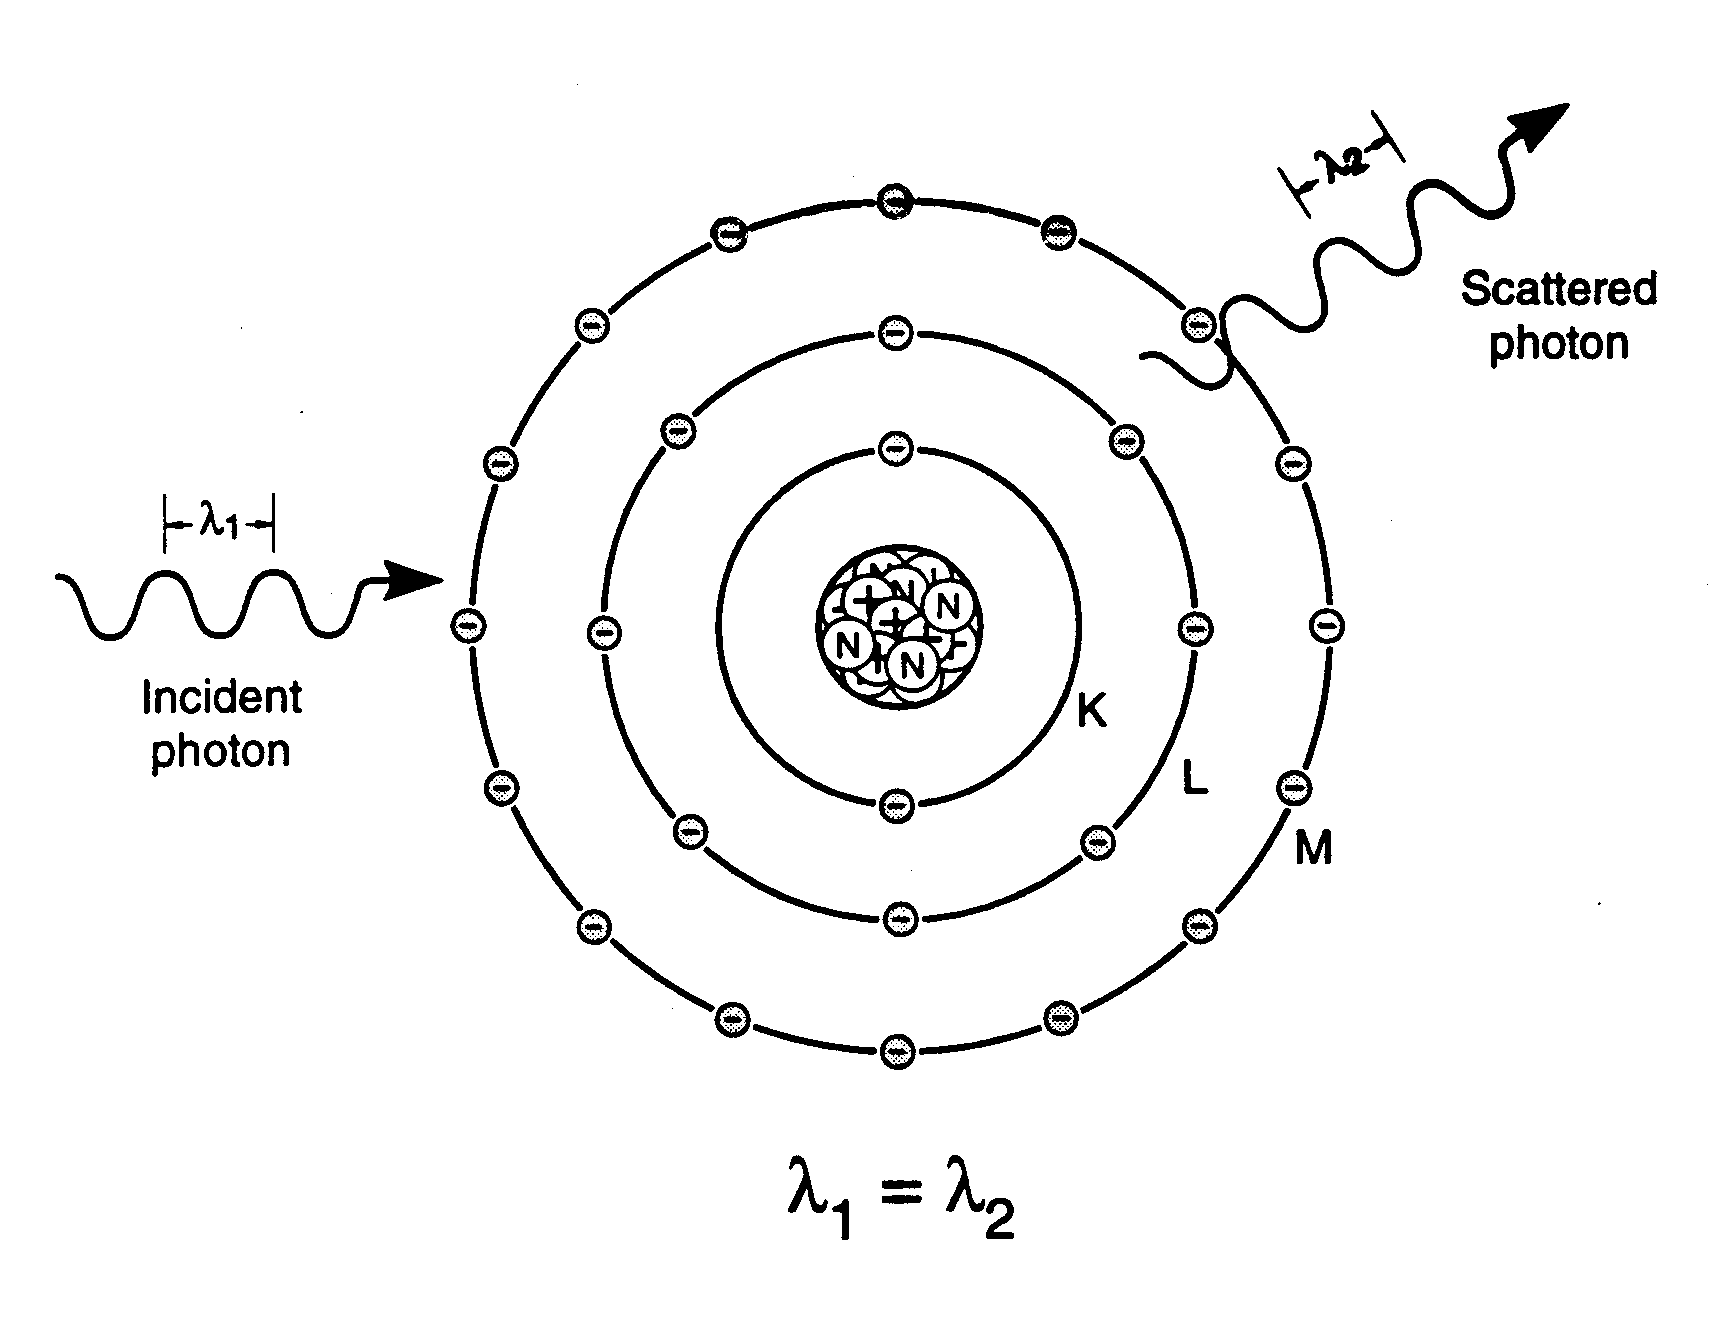 λ2
Scattered
photon
λ1
Incident
photon
N
N
N
N
N
K
L
M
λ1 = λ2